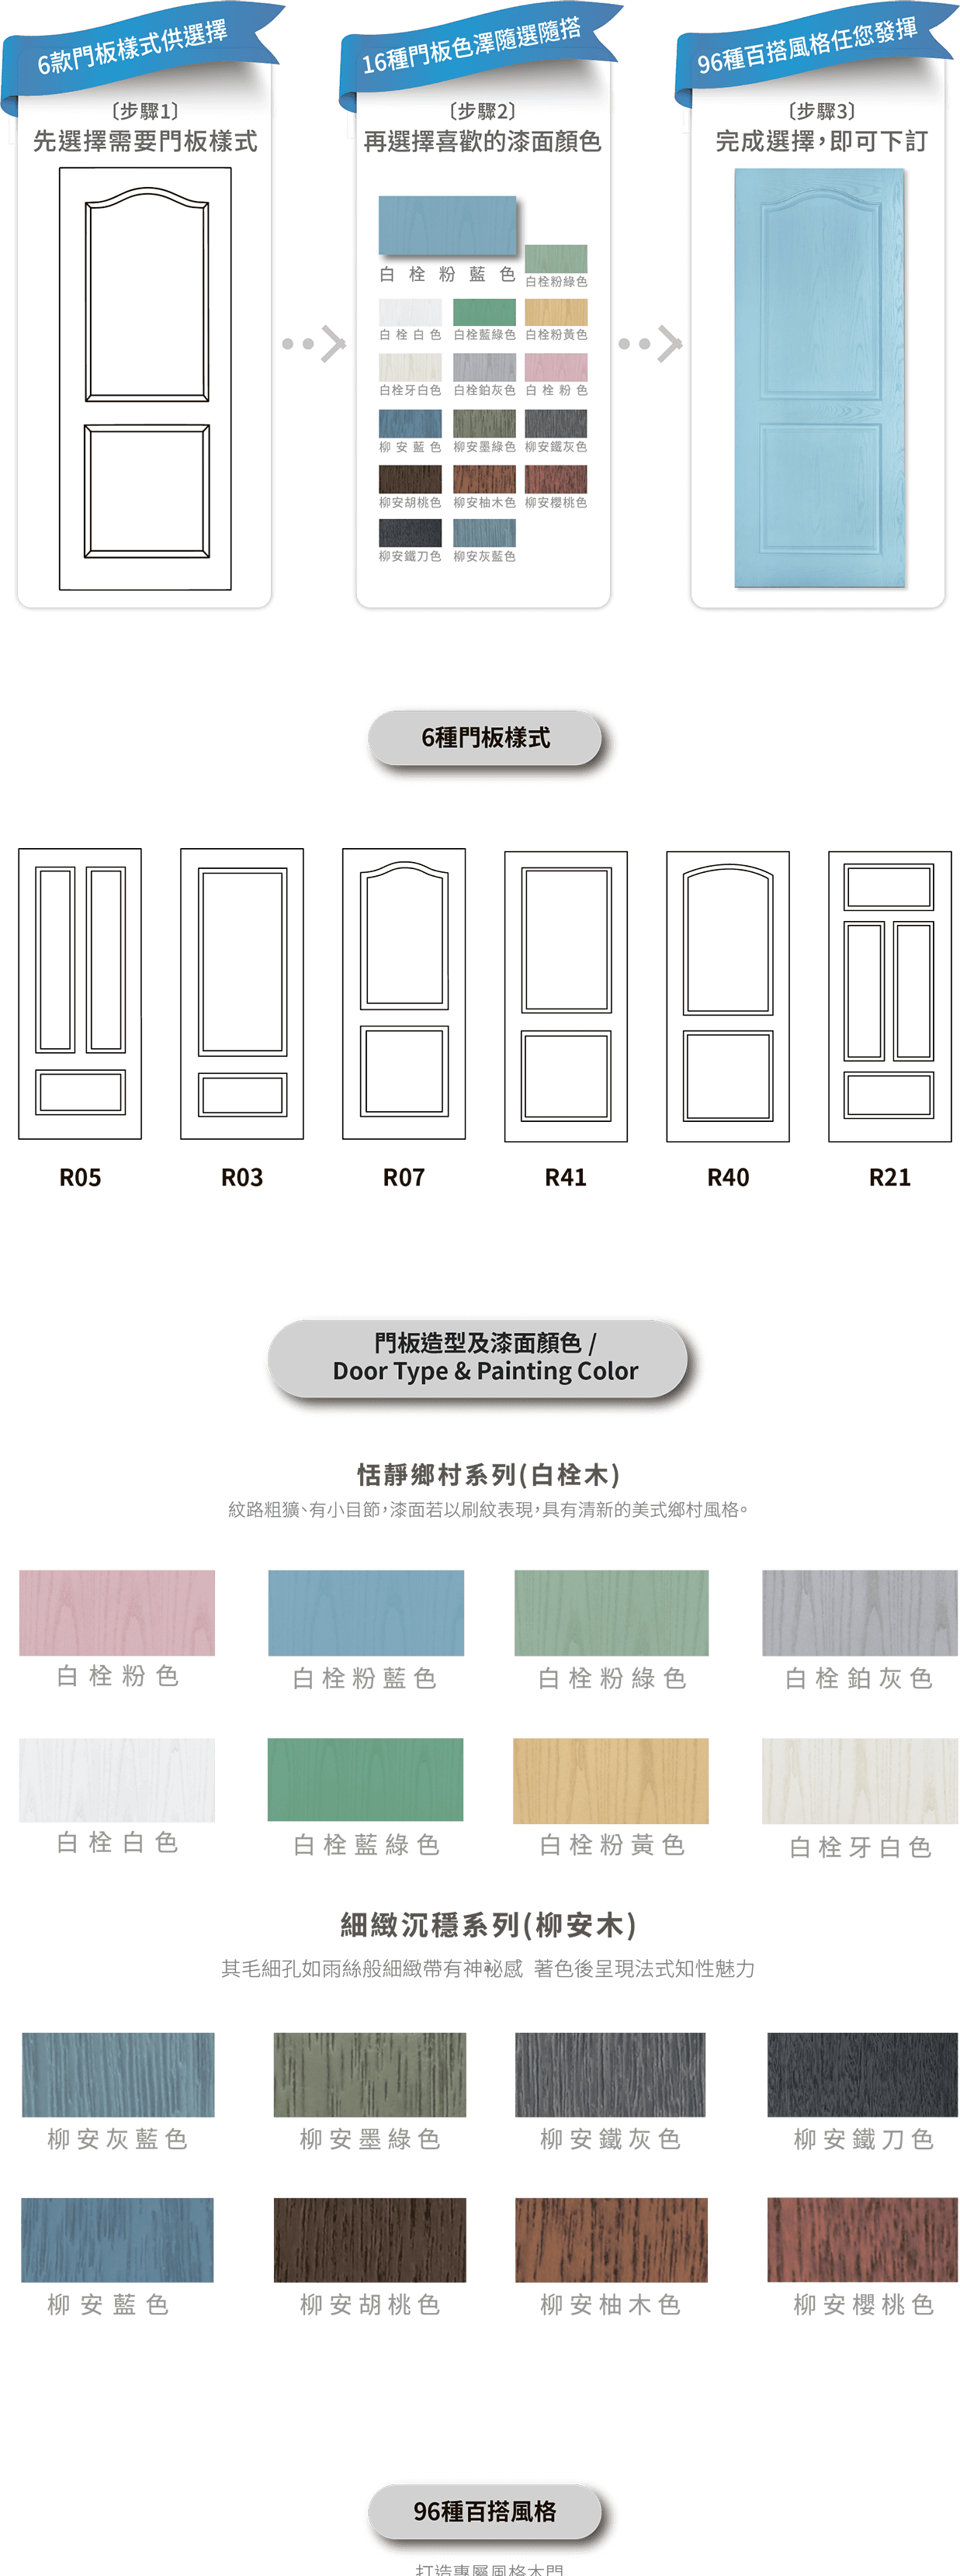 6款門板樣式供選擇
〔步驟1〕
先選擇需要門板樣式
16種門板色澤隨選隨搭
〔步驟2〕
再選擇喜歡的漆面顏色
白栓粉藍色
白栓粉綠色
白栓白色 白栓藍綠色 白栓粉黃色
白栓牙白色 白栓鉑灰色 白栓粉色
柳安藍色 柳安墨綠色 柳安鐵灰色
柳安胡桃色 柳安柚木色 柳安櫻桃色
柳安鐵刀色 柳安灰藍色
96種百搭風格任您發揮
〔步驟3〕
完成選擇,即可下訂
6種門板樣式
R05 R03 R07 R41 R40 R21
門板造型及漆面顏色 /
Door Type & Painting Color
恬靜鄉村系列(白栓木)
紋路粗獷、有小目節,漆面若以刷紋表現,具有清新的美式鄉村風格。
白栓粉色 白栓粉藍色 白栓粉綠色 白栓鉑灰色
白栓白色 白栓藍綠色 白栓粉黃色 白栓牙白色
細緻沉穩系列(柳安木)
其毛細孔如雨絲般細緻帶有神祕感 著色後呈現法式知性魅力
柳安灰藍色 柳安墨綠色 柳安鐵灰色 柳安鐵刀色
柳安藍色 柳安胡桃色 柳安柚木色 柳安櫻桃色
96種百搭風格
打造專屬風格木門